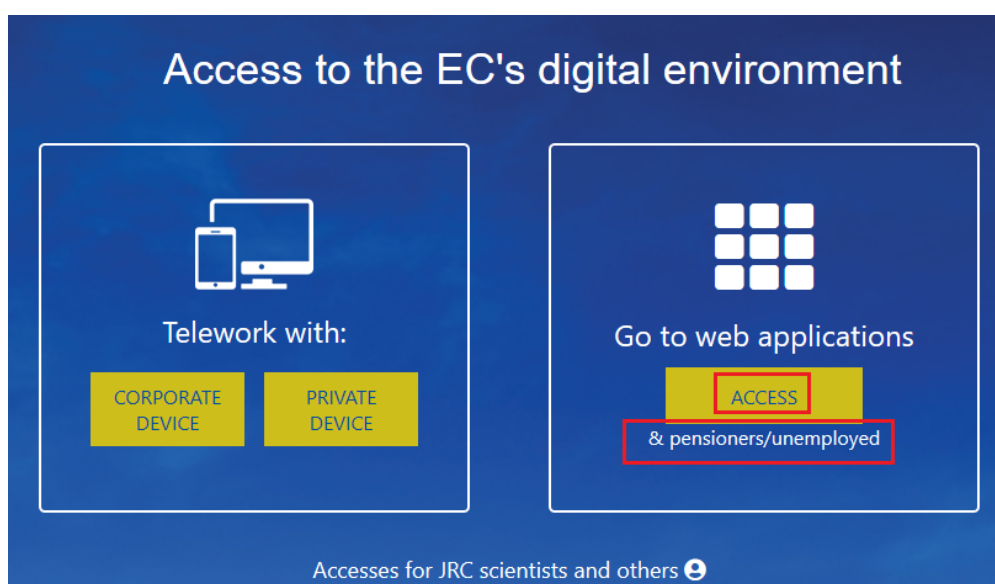 Access to the EC's digital environment
Telework with:
CORPORATE
DEVICE
PRIVATE
DEVICE
Go to web applications
ACCESS
& pensioners/unemployed
Accesses for JRC scientists and others